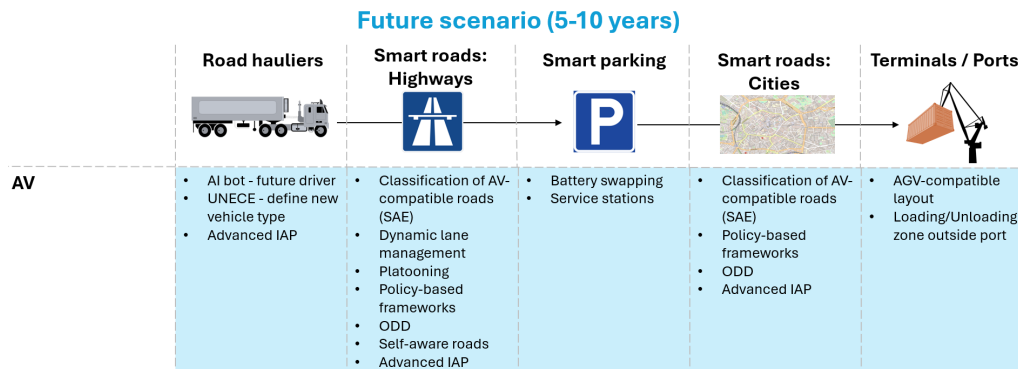 Future scenario (5-10 years)
Road hauliers
Smart roads:
Highways
Smart parking
Smart roads:
Cities
Terminals / Ports
P
AV
• AI bot - future driver
• UNECE - define new
vehicle type
• Advanced IAP
• Classification of AV-
compatible roads
(SAE)
• Dynamic lane
management
• Platooning
• Policy-based
frameworks
• ODD
• Self-aware roads
• Advanced IAP
• Battery swapping
• Service stations
• Classification of AV-
compatible roads
(SAE)
• Policy-based
frameworks
• ODD
• Advanced IAP
• AGV-compatible
layout
• Loading/Unloading
zone outside port